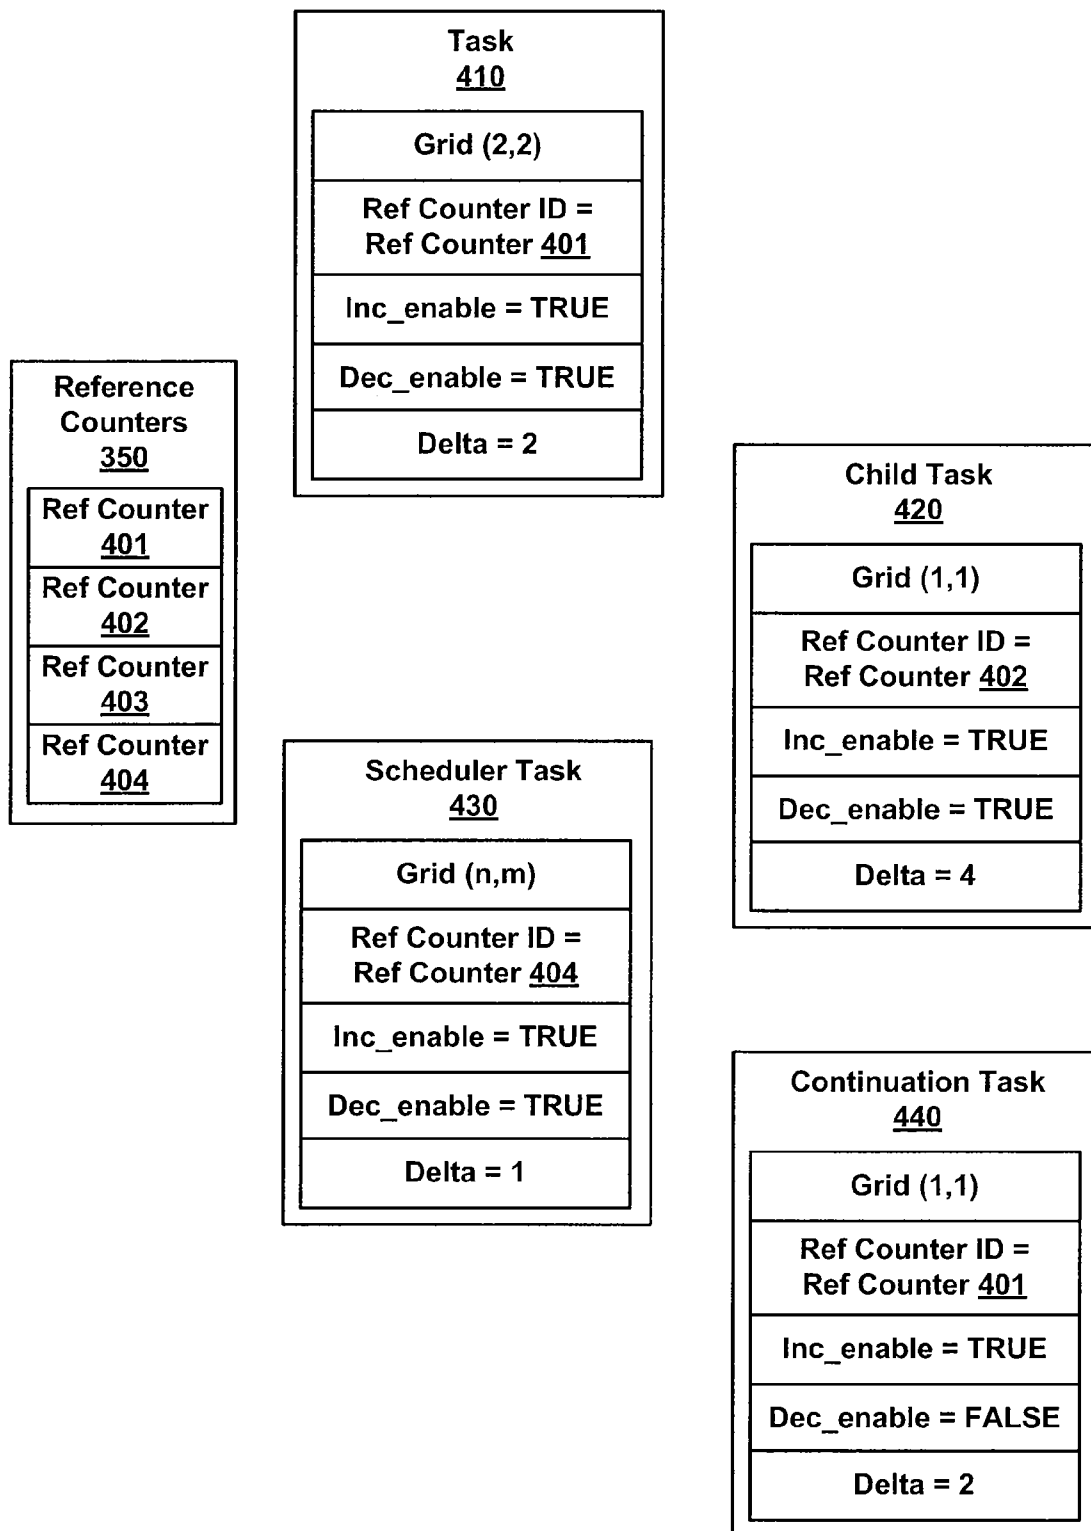 Task
410
Grid (2,2)
Ref Counter ID =
Ref Counter 401
Inc_enable = TRUE
Dec_enable = TRUE
Delta = 2
Reference
Counters
350
Ref Counter
401
Ref Counter
402
Ref Counter
403
Ref Counter
404
Child Task
420
Grid (1,1)
Ref Counter ID =
Ref Counter 402
Inc_enable = TRUE
Dec_enable = TRUE
Delta = 4
Scheduler Task
430
Grid (n,m)
Ref Counter ID =
Ref Counter 404
Inc_enable = TRUE
Dec_enable = TRUE
Delta = 1
Continuation Task
440
Grid (1,1)
Ref Counter ID =
Ref Counter 401
Inc_enable = TRUE
Dec_enable = FALSE
Delta = 2